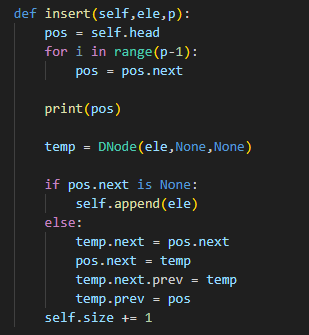 def insert(self,ele,p):
    pos = self.head
    for i in range(p-1):
        pos = pos.next

    print(pos)

    temp = DNode(ele,None,None)

    if pos.next is None:
        self.append(ele)
    else:
        temp.next = pos.next
        pos.next = temp
        temp.next.prev = temp
        temp.prev = pos
    self.size += 1